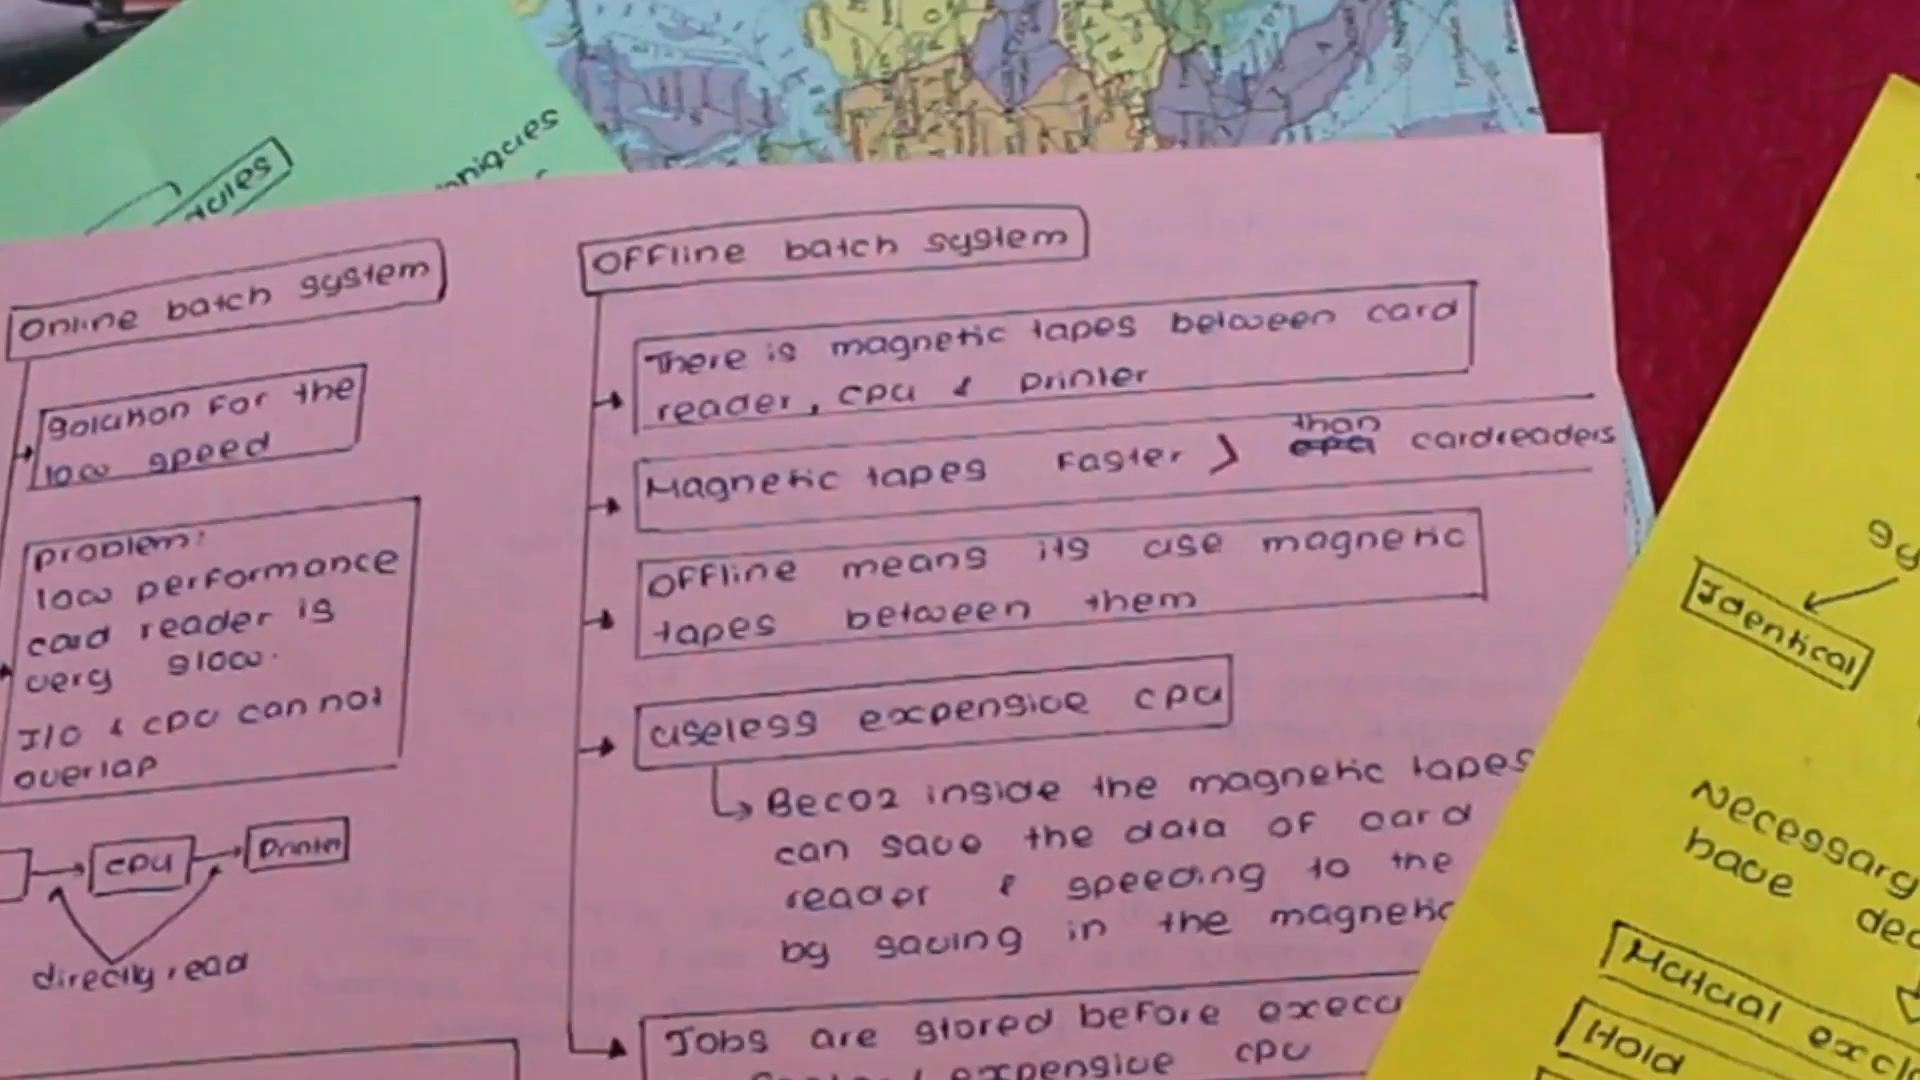 Online batch system
Solution For the
low speed
problem:
low performance
card reader is
very slow.
I/O & cpu can not
overlap
cpu
Printer
directly read
OFFline batch system
There is magnetic tapes between card
reader, cpu & printer
Magnetic tapes Faster > than cardreaders
OFFline means its use magnetic
tapes between them
useless expensive cpu
Becoz inside the magnetic tapes
can save the data of card
reader & speeding to the
by saving in the magnetic
Jobs are stored before execu
expensive cpu
Identical
Necessary
have
Mutual excl
Hold